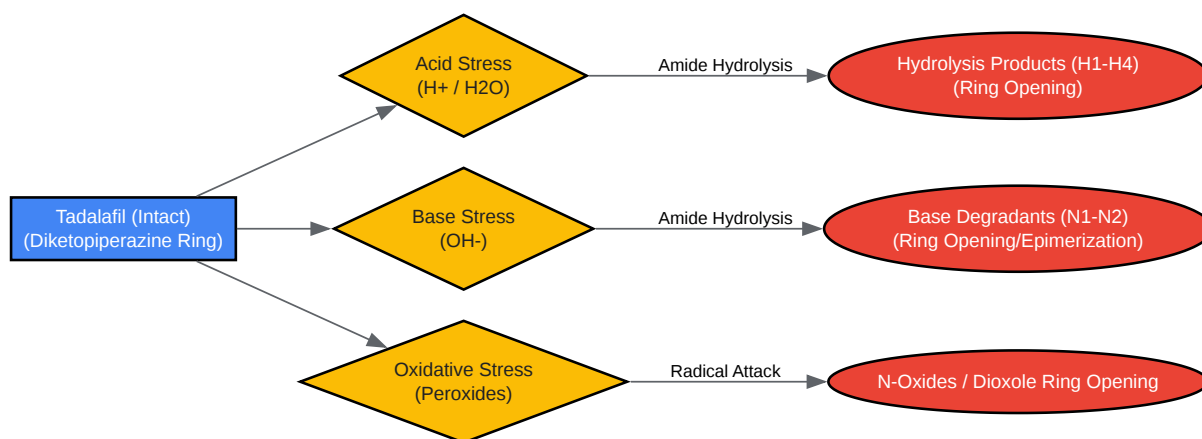 Acid Stress
(H+ / H2O)
Amide Hydrolysis
Hydrolysis Products (H1-H4)
(Ring Opening)
Tadalafil (Intact)
(Diketopiperazine Ring)
Base Stress
(OH-)
Amide Hydrolysis
Base Degradants (N1-N2)
(Ring Opening/Epimerization)
Oxidative Stress
(Peroxides)
Radical Attack
N-Oxides / Dioxole Ring Opening